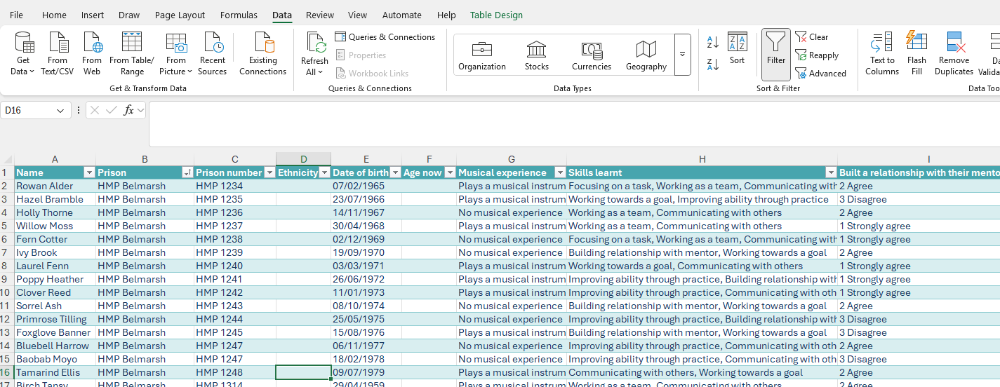 File Home Insert Draw Page Layout Formulas Data Review View Automate Help Table Design
Get Data
From Text/CSV
From Web
From Table/ Range
From Picture
Recent Sources
Existing Connections
Get & Transform Data
Refresh All
Queries & Connections
Properties
Workbook Links
Queries & Connections
Organization
Stocks
Currencies
Geography
Data Types
Sort
Filter
Clear
Reapply
Advanced
Sort & Filter
Text to Columns
Flash Fill
Remove Duplicates
Data Too
D16 fx
A B C D E F G H I
1 Name Prison Prison number Ethnicity Date of birth Age now Musical experience Skills learnt Built a relationship with their mento
2 Rowan Alder HMP Belmarsh HMP 1234 07/02/1965 Plays a musical instrum Focusing on a task, Working as a team, Communicating with 2 Agree
3 Hazel Bramble HMP Belmarsh HMP 1235 23/07/1966 Plays a musical instrum Working towards a goal, Improving ability through practice 3 Disagree
4 Holly Thorne HMP Belmarsh HMP 1236 14/11/1967 No musical experience Working as a team, Communicating with others 2 Agree
5 Willow Moss HMP Belmarsh HMP 1237 30/04/1968 Plays a musical instrum Working as a team, Communicating with others 1 Strongly agree
6 Fern Cotter HMP Belmarsh HMP 1238 02/12/1969 No musical experience Focusing on a task, Working as a team, Communicating with 1 Strongly agree
7 Ivy Brook HMP Belmarsh HMP 1239 19/09/1970 No musical experience Building relationship with mentor, Working towards a goal 2 Agree
8 Laurel Fenn HMP Belmarsh HMP 1240 03/03/1971 Plays a musical instrum Working towards a goal, Communicating with others 1 Strongly agree
9 Poppy Heather HMP Belmarsh HMP 1241 26/06/1972 Plays a musical instrum Improving ability through practice, Building relationship with 1 Strongly agree
10 Clover Reed HMP Belmarsh HMP 1242 11/01/1973 Plays a musical instrum Improving ability through practice, Communicating with oth 1 Strongly agree
11 Sorrel Ash HMP Belmarsh HMP 1243 08/10/1974 No musical experience Building relationship with mentor, Working towards a goal 2 Agree
12 Primrose Tilling HMP Belmarsh HMP 1244 25/05/1975 No musical experience Improving ability through practice, Building relationship with 3 Disagree
13 Foxglove Banner HMP Belmarsh HMP 1245 15/08/1976 Plays a musical instrum Building relationship with mentor, Working towards a goal 3 Disagree
14 Bluebell Harrow HMP Belmarsh HMP 1247 06/11/1977 No musical experience Improving ability through practice, Communicating with oth 2 Agree
15 Baobab Moyo HMP Belmarsh HMP 1247 18/02/1978 No musical experience Improving ability through practice, Communicating with oth 3 Disagree
16 Tamarind Ellis HMP Belmarsh HMP 1248 09/07/1979 Plays a musical instrum Communicating with others, Working towards a goal 2 Agree
17 Birch Tansy HMP Belmarsh HMP 1314 29/04/1959 No musical experience Working as a team, Communicating with others 2 Agree